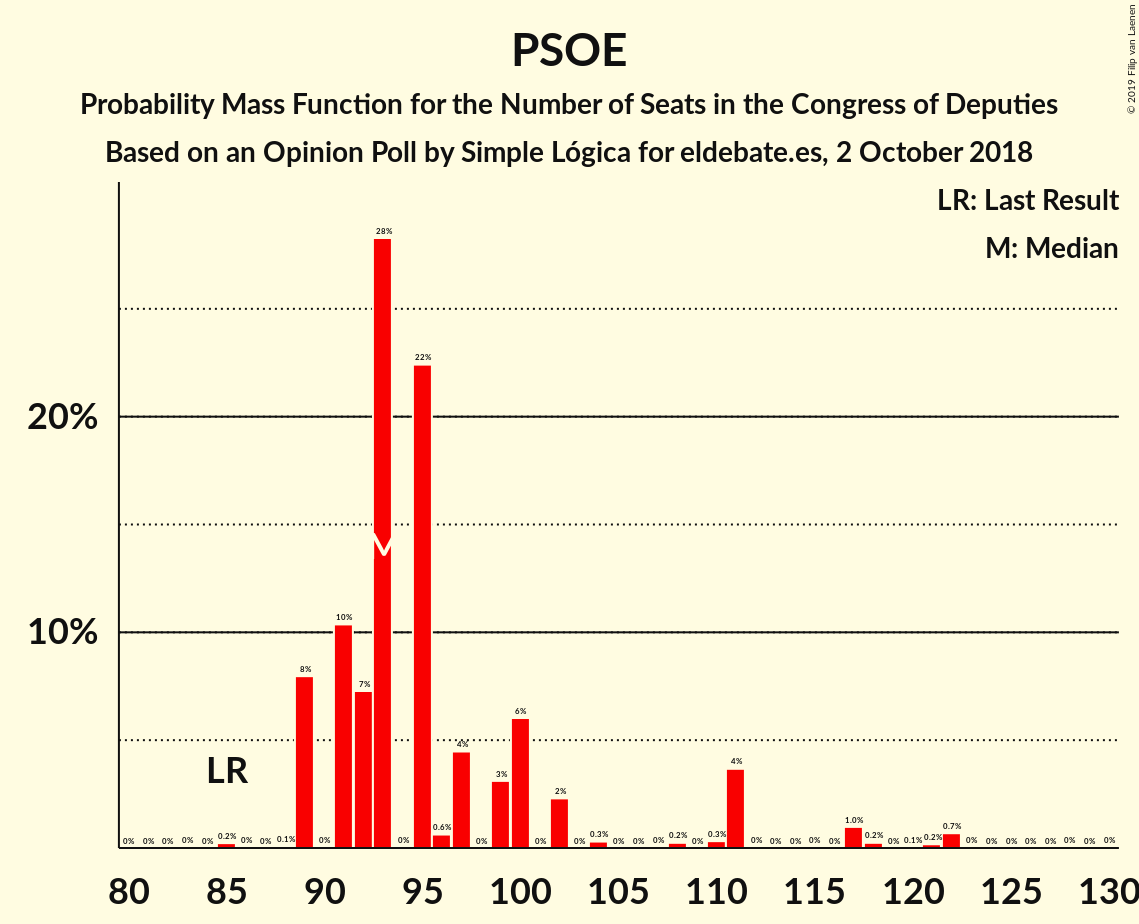 PSOE
Probability Mass Function for the Number of Seats in the Congress of Deputies
Based on an Opinion Poll by Simple Lógica for eldebate.es, 2 October 2018
© 2019 Filip van Laenen
LR: Last Result
M: Median
20%
10%
LR
M
0% 0% 0% 0% 0% 0.2% 0% 0% 0.1% 8% 0% 10% 7% 28% 0% 22% 0.6% 4% 0% 3% 6% 0% 2% 0% 0.3% 0% 0% 0% 0.2% 0% 0.3% 4% 0% 0% 0% 0% 0% 1.0% 0.2% 0% 0.1% 0.2% 0.7% 0% 0% 0% 0% 0% 0% 0% 0%
80 85 90 95 100 105 110 115 120 125 130